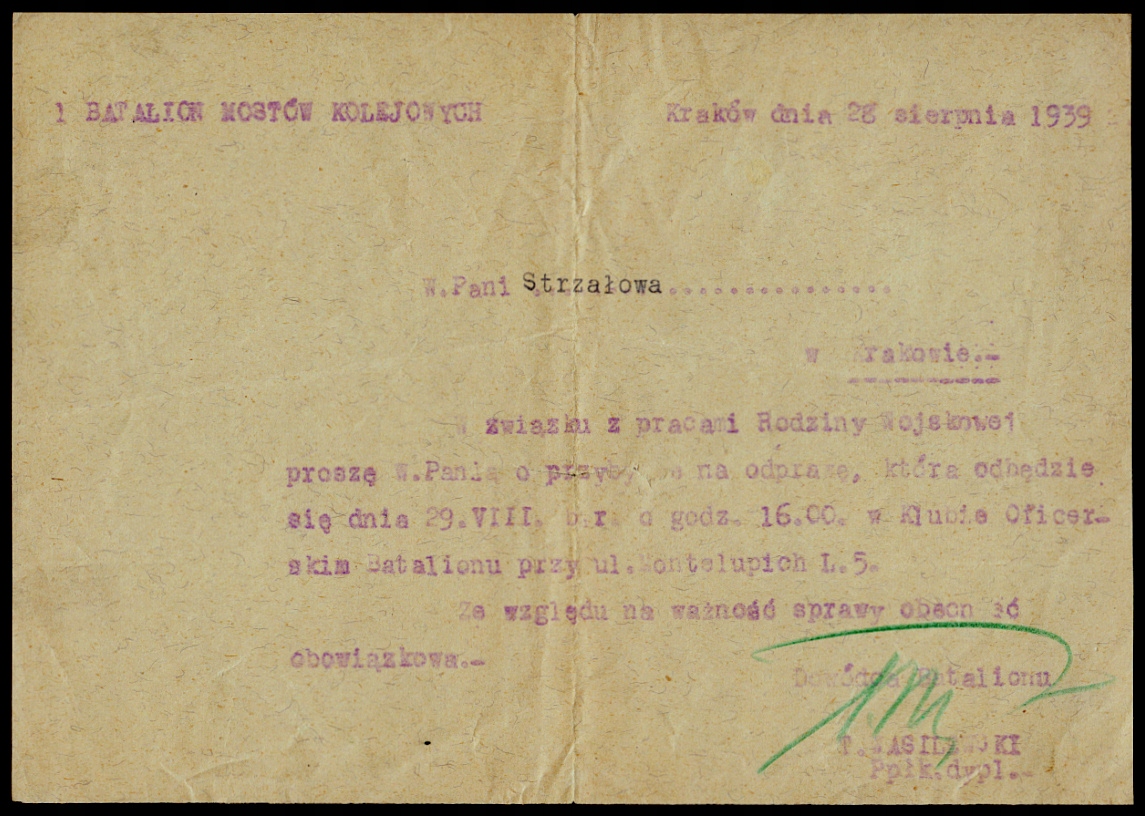 1 BATALION MOSTÓW KOLEJOWYCH
Kraków dnia 28 sierpnia 1939
W.Pani Strzałowa...............
w Krakowie.-
W związku z pracami Rodziny Wojskowej
proszę W.Panią o przybycie na odprawę, która odbędzie
się dnia 29.VIII. b.r. o godz. 16.00. w Klubie Oficer-
skim Batalionu przy ul.Montelupich L.5.
Ze względu na ważność sprawy obecność
obowiązkowa.-
Dowódca Batalionu
T.WASILEWSKI
Ppłk.dypl.-